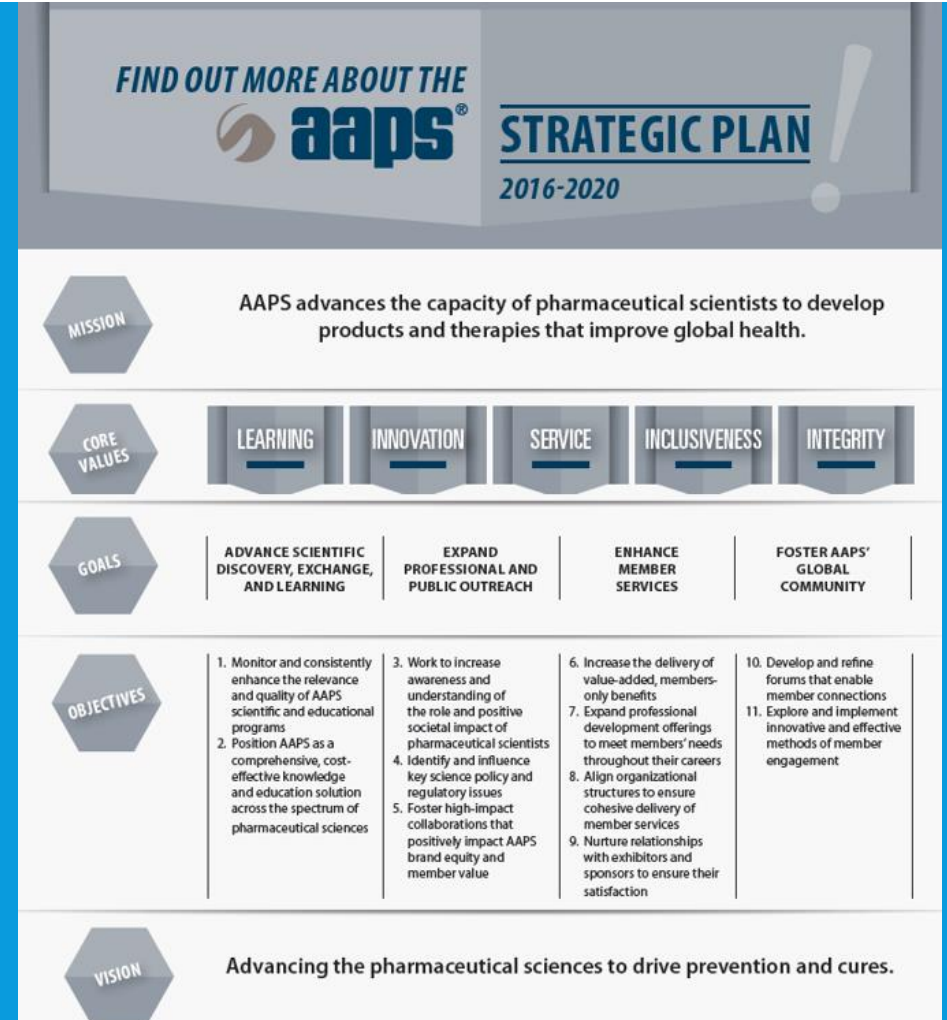 FIND OUT MORE ABOUT THE
aaps®
STRATEGIC PLAN
2016-2020
!
MISSION
AAPS advances the capacity of pharmaceutical scientists to develop
products and therapies that improve global health.
CORE
VALUES
LEARNING
INNOVATION
SERVICE
INCLUSIVENESS
INTEGRITY
GOALS
ADVANCE SCIENTIFIC
DISCOVERY, EXCHANGE,
AND LEARNING
EXPAND
PROFESSIONAL AND
PUBLIC OUTREACH
ENHANCE
MEMBER
SERVICES
FOSTER AAPS'
GLOBAL
COMMUNITY
OBJECTIVES
1. Monitor and consistently
enhance the relevance
and quality of AAPS
scientific and educational
programs
2. Position AAPS as a
comprehensive, cost-
effective knowledge
and education solution
across the spectrum of
pharmaceutical sciences
3. Work to increase
awareness and
understanding of
the role and positive
societal impact of
pharmaceutical scientists
4. Identify and influence
key science policy and
regulatory issues
5. Foster high-impact
collaborations that
positively impact AAPS
brand equity and
member value
6. Increase the delivery of
value-added, members-
only benefits
7. Expand professional
development offerings
to meet members' needs
throughout their careers
8. Align organizational
structures to ensure
cohesive delivery of
member services
9. Nurture relationships
with exhibitors and
sponsors to ensure their
satisfaction
10. Develop and refine
forums that enable
member connections
11. Explore and implement
innovative and effective
methods of member
engagement
VISION
Advancing the pharmaceutical sciences to drive prevention and cures.